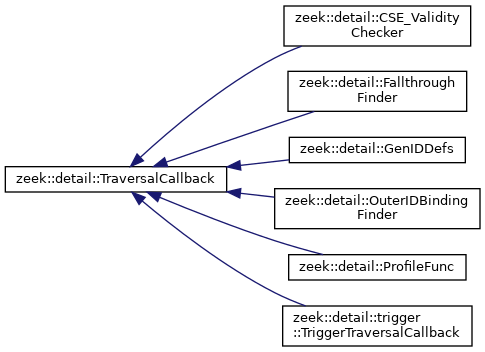 zeek::detail::CSE_Validity
Checker
zeek::detail::Fallthrough
Finder
zeek::detail::GenIDDefs
zeek::detail::TraversalCallback
zeek::detail::OuterIDBinding
Finder
zeek::detail::ProfileFunc
zeek::detail::trigger
::TriggerTraversalCallback